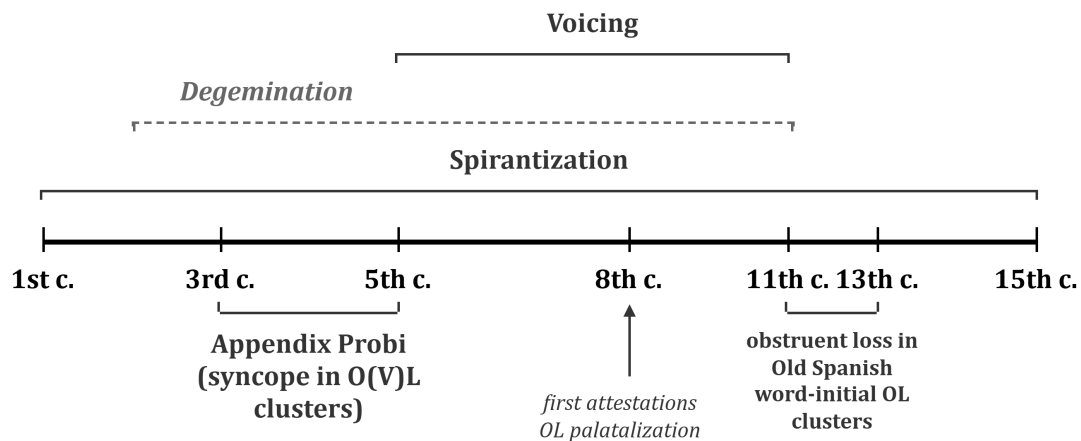 Voicing
Degemination
Spirantization
1st c. 3rd c. 5th c. 8th c. 11th c. 13th c. 15th c.
Appendix Probi
(syncope in O(V)L
clusters)
first attestations
OL palatalization
obstruent loss in
Old Spanish
word-initial OL
clusters